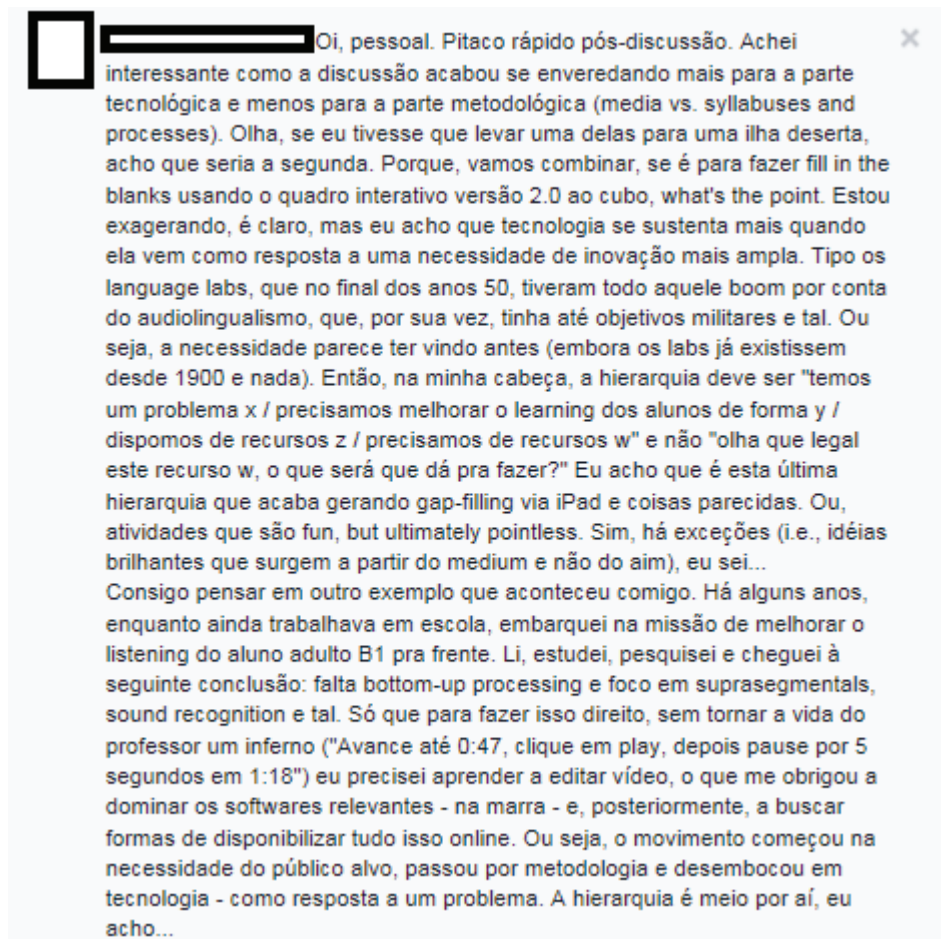 Oi, pessoal. Pitaco rápido pós-discussão. Achei
interessante como a discussão acabou se enveredando mais para a parte
tecnológica e menos para a parte metodológica (media vs. syllabuses and
processes). Olha, se eu tivesse que levar uma delas para uma ilha deserta,
acho que seria a segunda. Porque, vamos combinar, se é para fazer fill in the
blanks usando o quadro interativo versão 2.0 ao cubo, what's the point. Estou
exagerando, é claro, mas eu acho que tecnologia se sustenta mais quando
ela vem como resposta a uma necessidade de inovação mais ampla. Tipo os
language labs, que no final dos anos 50, tiveram todo aquele boom por conta
do audiolingualismo, que, por sua vez, tinha até objetivos militares e tal. Ou
seja, a necessidade parece ter vindo antes (embora os labs já existissem
desde 1900 e nada). Então, na minha cabeça, a hierarquia deve ser "temos
um problema x / precisamos melhorar o learning dos alunos de forma y /
dispomos de recursos z / precisamos de recursos w" e não "olha que legal
este recurso w, o que será que dá pra fazer?" Eu acho que é esta última
hierarquia que acaba gerando gap-filling via iPad e coisas parecidas. Ou,
atividades que são fun, but ultimately pointless. Sim, há exceções (i.e., idéias
brilhantes que surgem a partir do medium e não do aim), eu sei...
Consigo pensar em outro exemplo que aconteceu comigo. Há alguns anos,
enquanto ainda trabalhava em escola, embarquei na missão de melhorar o
listening do aluno adulto B1 pra frente. Li, estudei, pesquisei e cheguei à
seguinte conclusão: falta bottom-up processing e foco em suprasegmentals,
sound recognition e tal. Só que para fazer isso direito, sem tornar a vida do
professor um inferno ("Avance até 0:47, clique em play, depois pause por 5
segundos em 1:18") eu precisei aprender a editar vídeo, o que me obrigou a
dominar os softwares relevantes - na marra - e, posteriormente, a buscar
formas de disponibilizar tudo isso online. Ou seja, o movimento começou na
necessidade do público alvo, passou por metodologia e desembocou em
tecnologia - como resposta a um problema. A hierarquia é meio por aí, eu
acho...